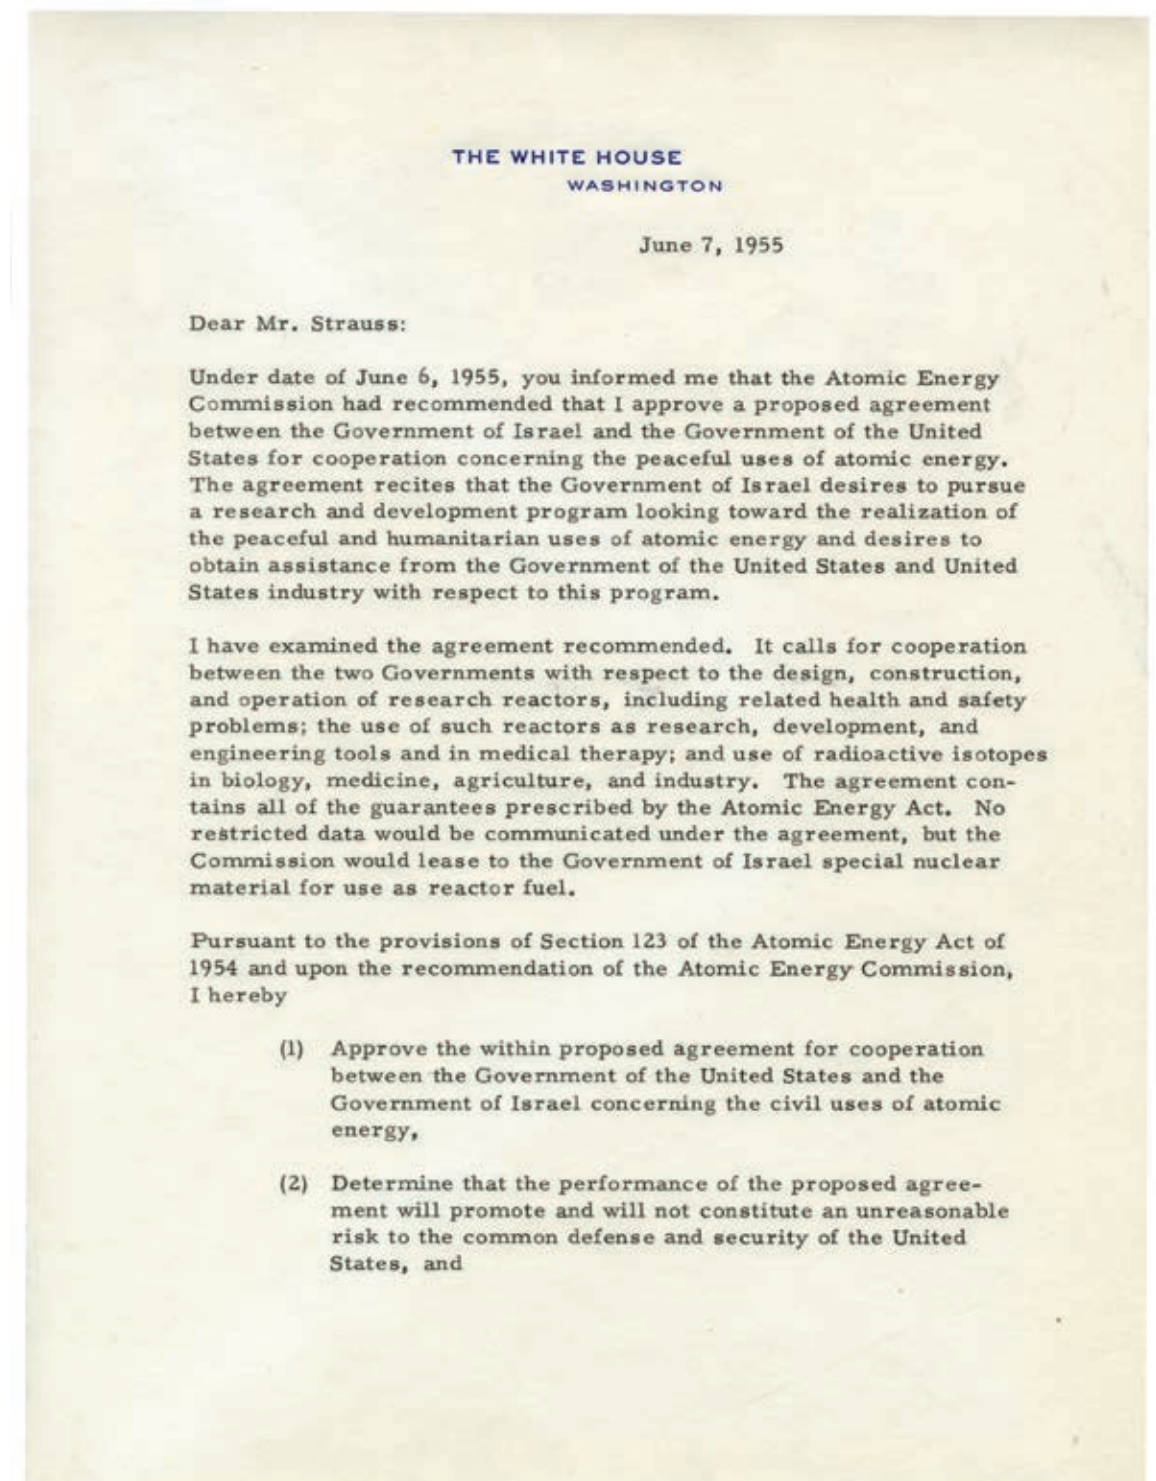 THE WHITE HOUSE
WASHINGTON
June 7, 1955
Dear Mr. Strauss:
Under date of June 6, 1955, you informed me that the Atomic Energy
Commission had recommended that I approve a proposed agreement
between the Government of Israel and the Government of the United
States for cooperation concerning the peaceful uses of atomic energy.
The agreement recites that the Government of Israel desires to pursue
a research and development program looking toward the realization of
the peaceful and humanitarian uses of atomic energy and desires to
obtain assistance from the Government of the United States and United
States industry with respect to this program.
I have examined the agreement recommended. It calls for cooperation
between the two Governments with respect to the design, construction,
and operation of research reactors, including related health and safety
problems; the use of such reactors as research, development, and
engineering tools and in medical therapy; and use of radioactive isotopes
in biology, medicine, agriculture, and industry. The agreement con-
tains all of the guarantees prescribed by the Atomic Energy Act. No
restricted data would be communicated under the agreement, but the
Commission would lease to the Government of Israel special nuclear
material for use as reactor fuel.
Pursuant to the provisions of Section 123 of the Atomic Energy Act of
1954 and upon the recommendation of the Atomic Energy Commission,
I hereby
(1) Approve the within proposed agreement for cooperation
between the Government of the United States and the
Government of Israel concerning the civil uses of atomic
energy,
(2) Determine that the performance of the proposed agree-
ment will promote and will not constitute an unreasonable
risk to the common defense and security of the United
States, and